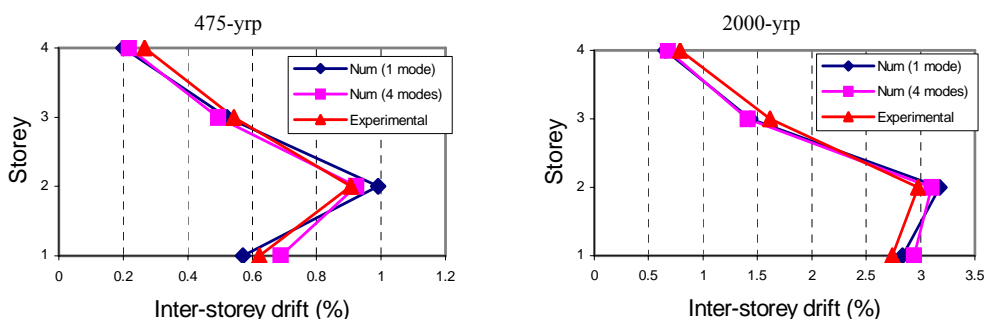 475-yrp
4
3
2
1
Storey
Num (1 mode)
Num (4 modes)
Experimental
0 0.2 0.4 0.6 0.8 1 1.2
Inter-storey drift (%)
2000-yrp
4
3
2
1
Storey
Num (1 mode)
Num (4 modes)
Experimental
0 0.5 1 1.5 2 2.5 3 3.5
Inter-storey drift (%)